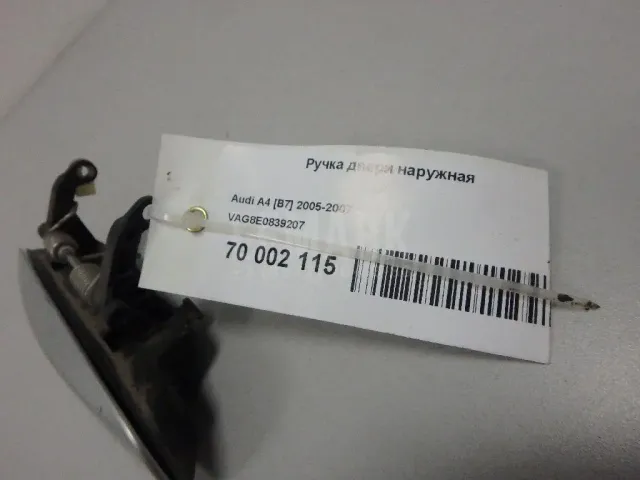 Ручка двери наружная
Audi A4 [B7] 2005-2007
VAG8E0839207
70 002 115